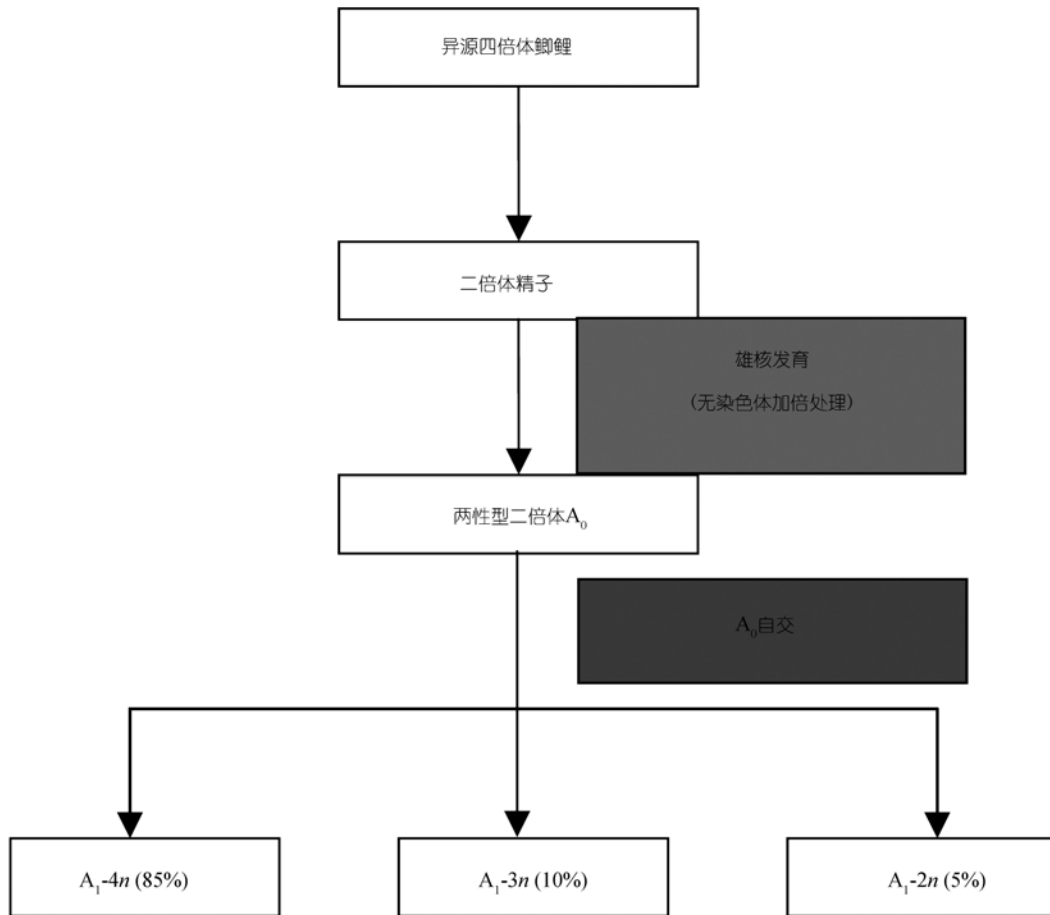 异源四倍体鲫鲤
二倍体精子
雄核发育
(无染色体加倍处理)
两性型二倍体A₀
A₀自交
A₁-4n (85%)
A₁-3n (10%)
A₁-2n (5%)